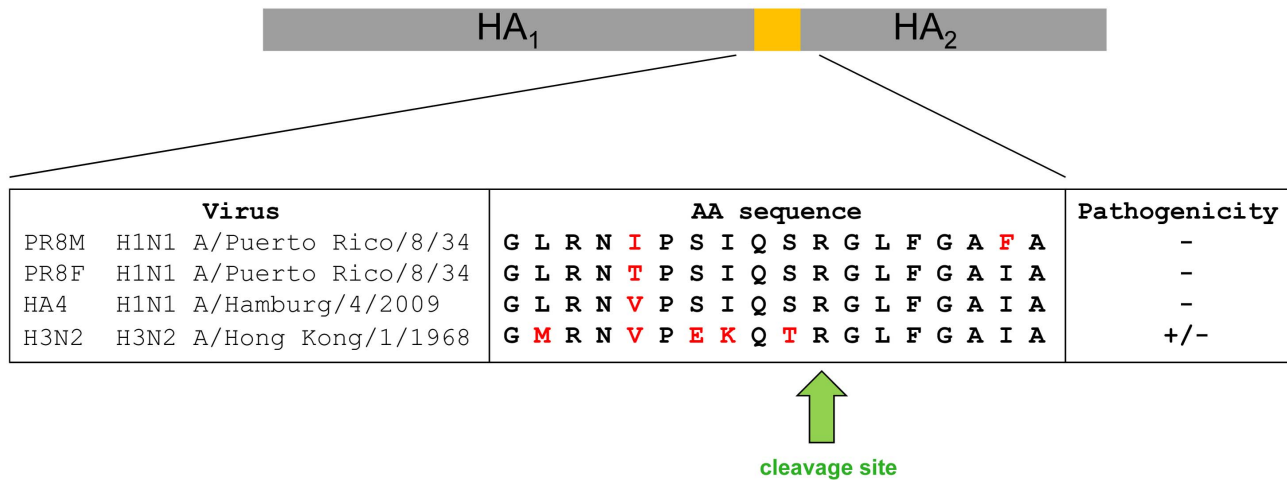 HA₁ HA₂
Virus AA sequence Pathogenicity
PR8M H1N1 A/Puerto Rico/8/34 G L R N I P S I Q S R G L F G A F A -
PR8F H1N1 A/Puerto Rico/8/34 G L R N T P S I Q S R G L F G A I A -
HA4 H1N1 A/Hamburg/4/2009 G L R N V P S I Q S R G L F G A I A -
H3N2 H3N2 A/Hong Kong/1/1968 G M R N V P E K Q T R G L F G A I A +/-
cleavage site